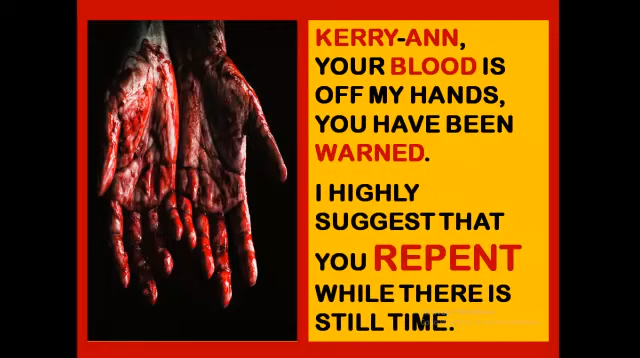 KERRY-ANN,
YOUR BLOOD IS
OFF MY HANDS,
YOU HAVE BEEN
WARNED.
I HIGHLY
SUGGEST THAT
YOU REPENT
WHILE THERE IS
STILL TIME.